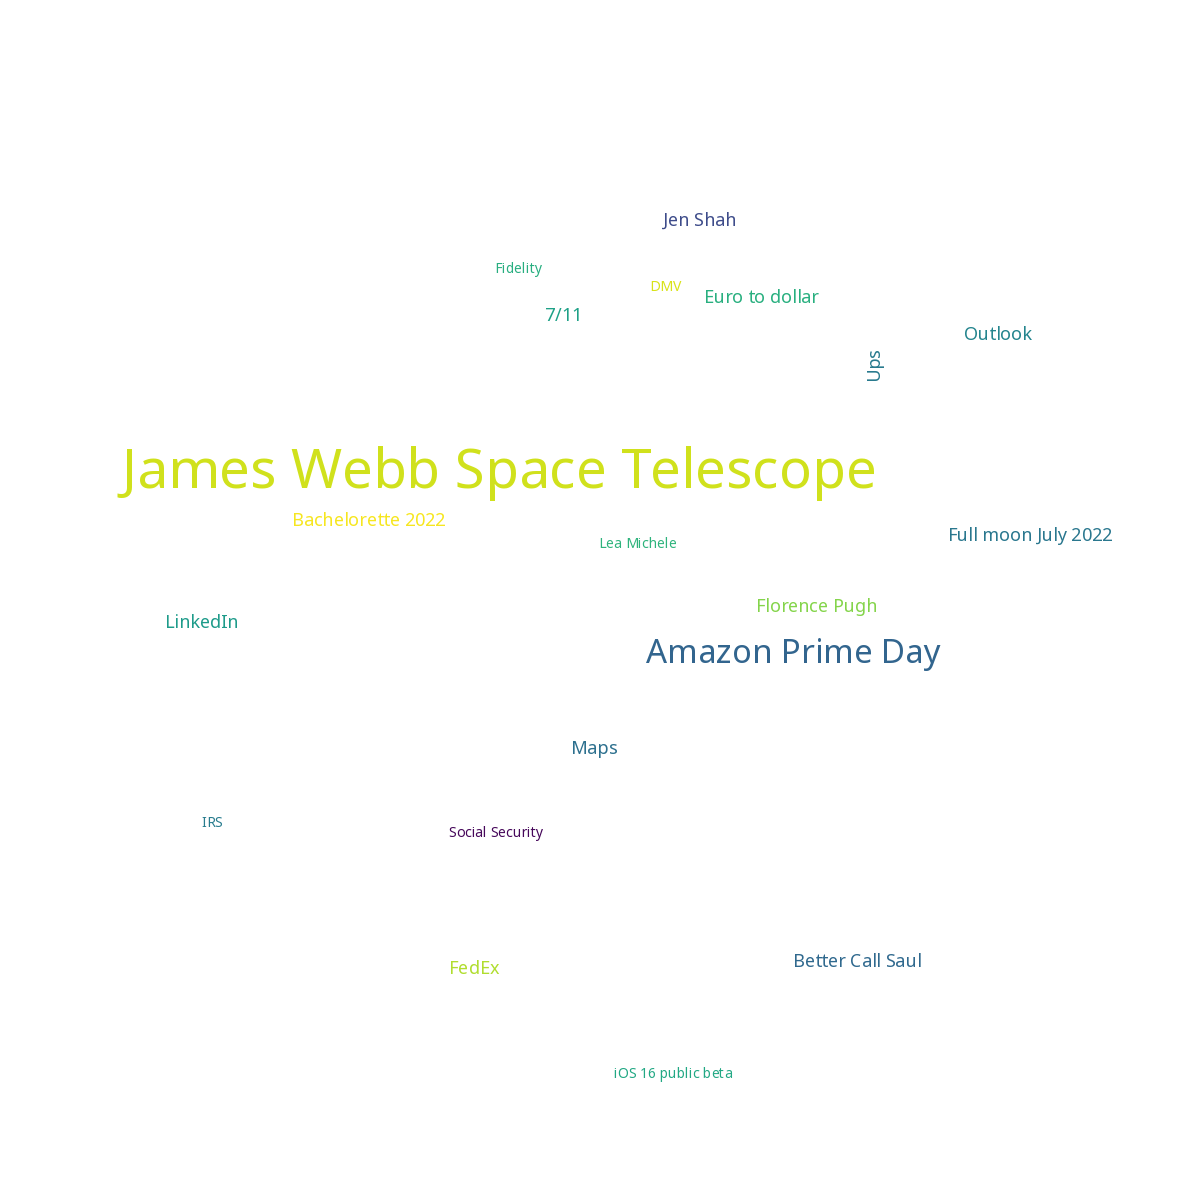 Jen Shah
Fidelity
DMV
Euro to dollar
7/11
Outlook
Ups
James Webb Space Telescope
Bachelorette 2022
Full moon July 2022
Lea Michele
Florence Pugh
LinkedIn
Amazon Prime Day
Maps
IRS
Social Security
Better Call Saul
FedEx
iOS 16 public beta